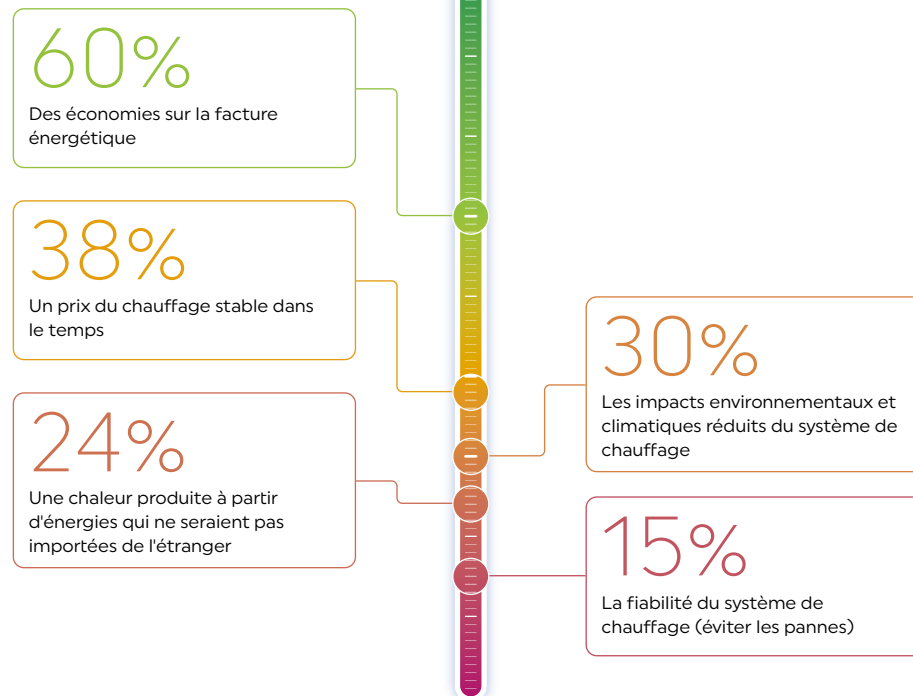 60%
Des économies sur la facture
énergétique
38%
Un prix du chauffage stable dans
le temps
30%
Les impacts environnementaux et
climatiques réduits du système de
chauffage
24%
Une chaleur produite à partir
d'énergies qui ne seraient pas
importées de l'étranger
15%
La fiabilité du système de
chauffage (éviter les pannes)